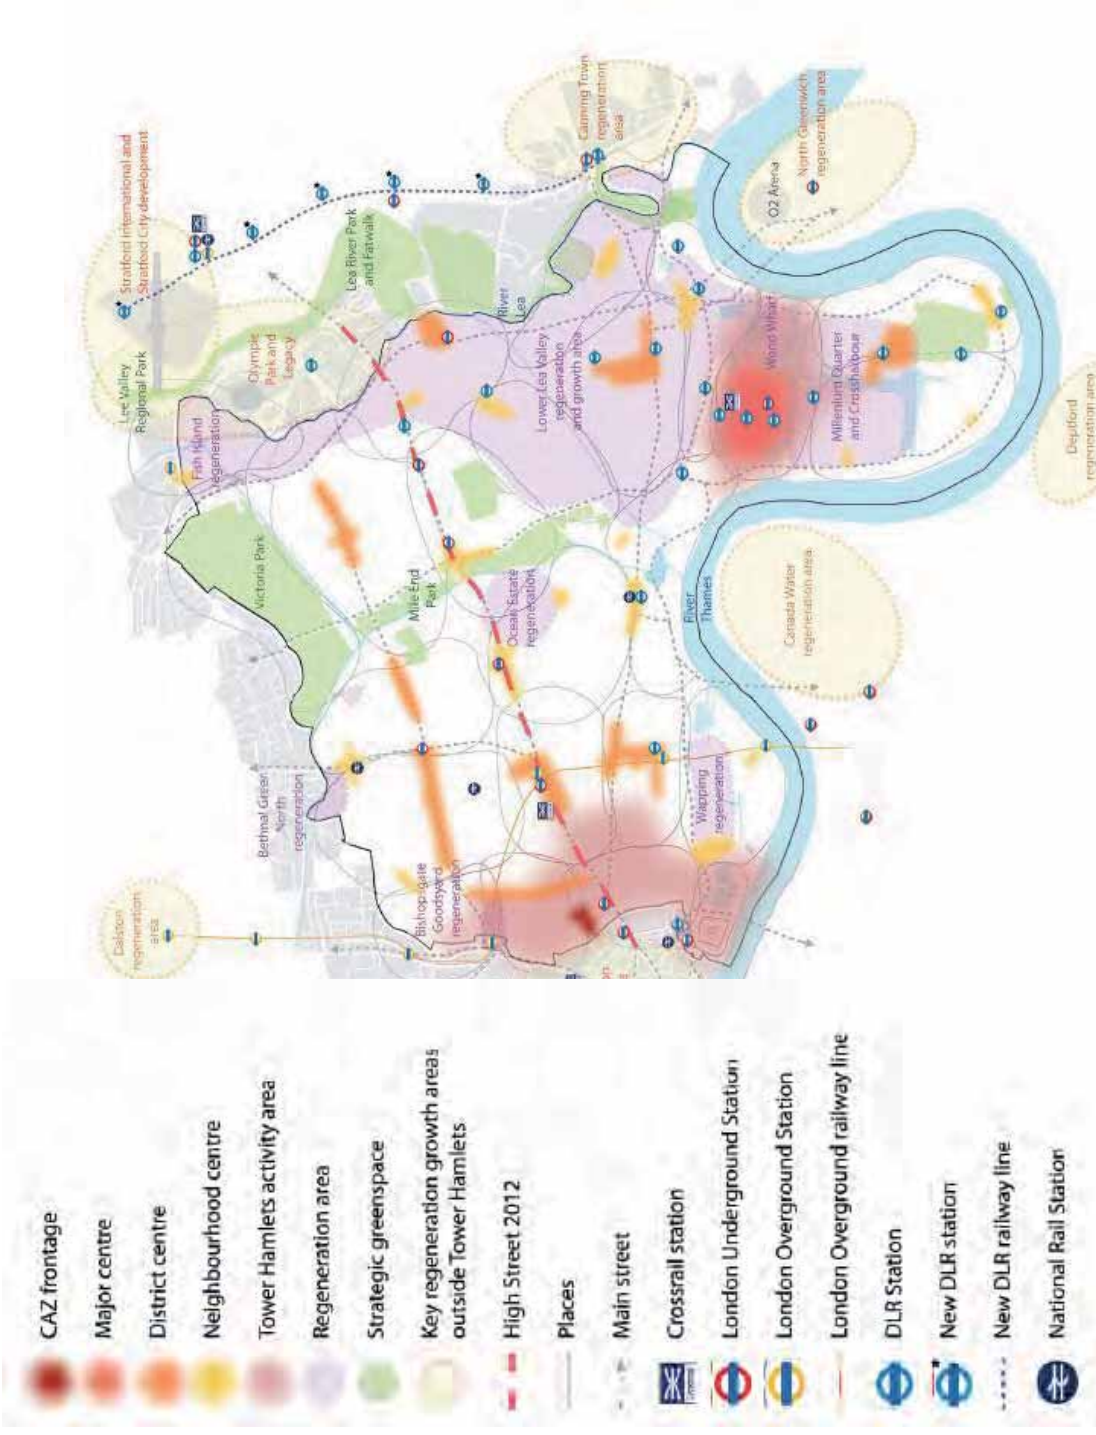 Stratford International and
Stratford City development
Canning Town
regeneration
area
North Greenwich
regeneration area
O2 Arena
Lee Valley
Regional Park
Olympic
Park and
Legacy
Lea River Park
and Fatwalk
River
Lea
Fish Island
regeneration
Lower Lea Valley
regeneration
and growth area
Wood Wharf
Millennium Quarter
and Crossharbour
Deptford
regeneration area
Victoria Park
Mile End
Park
Ocean Estate
regeneration
River
Thames
Canada Water
regeneration area
Bethnal Green
North
regeneration
Wapping
regeneration
Bishopsgate
Goodsyard
regeneration
Dalston
regeneration
area
CAZ frontage
Major centre
District centre
Neighbourhood centre
Tower Hamlets activity area
Regeneration area
Strategic greenspace
Key regeneration growth areas
outside Tower Hamlets
High Street 2012
Places
Main street
Crossrail station
London Underground Station
London Overground Station
London Overground railway line
DLR Station
New DLR station
New DLR railway line
National Rail Station